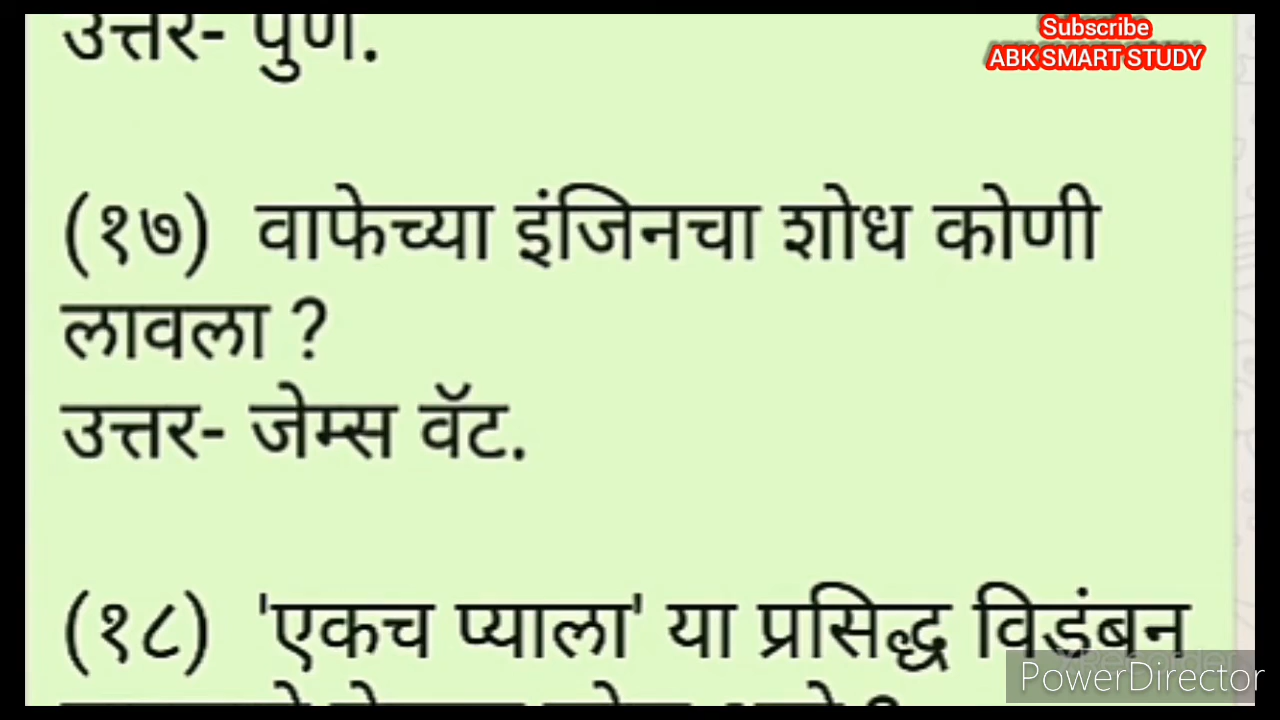 उत्तर- पुणे.
Subscribe
ABK SMART STUDY
(१७) वाफेच्या इंजिनचा शोध कोणी
लावला ?
उत्तर- जेम्स वॅट.
(१८) 'एकच प्याला' या प्रसिद्ध विडंबन
PowerDirector